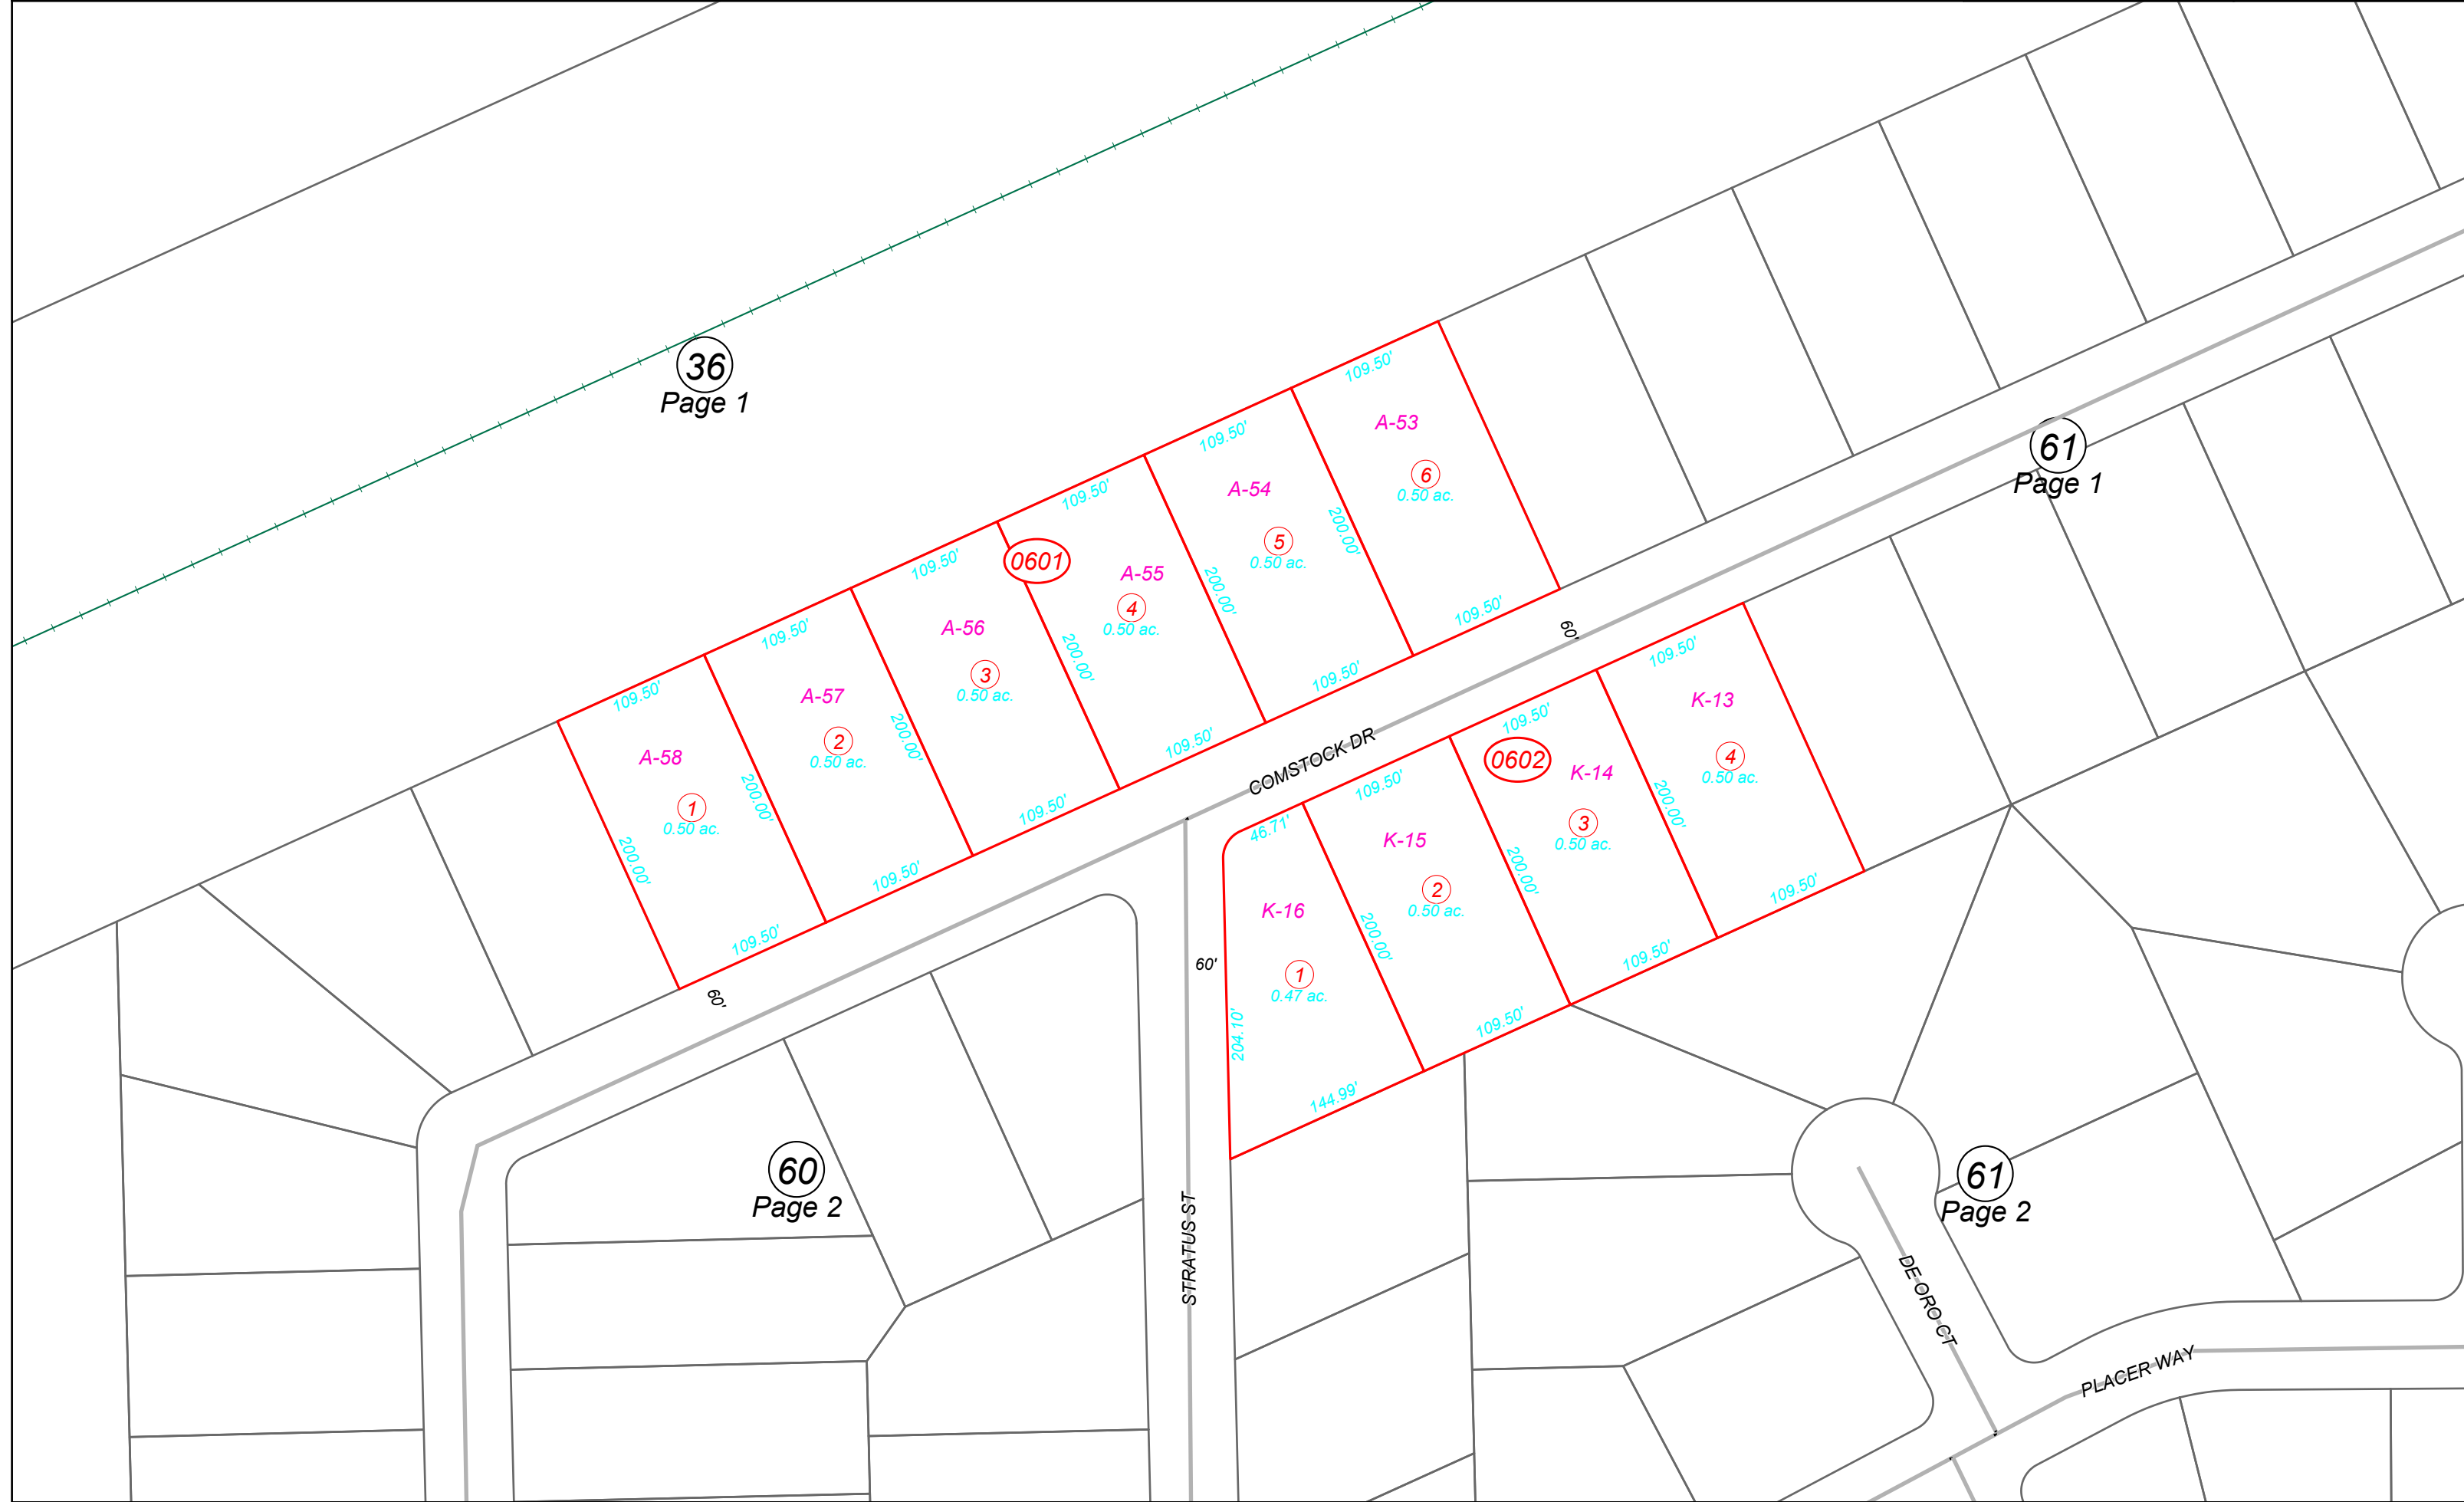 36
Page 1
109.50'
A-53
6
0.50 ac.
200.00'
109.50'
109.50'
A-54
5
0.50 ac.
200.00'
109.50'
109.50'
0601
A-55
4
0.50 ac.
200.00'
109.50'
109.50'
A-56
3
0.50 ac.
200.00'
109.50'
109.50'
A-57
2
0.50 ac.
200.00'
109.50'
109.50'
A-58
1
0.50 ac.
200.00'
109.50'
61
Page 1
60'
60'
COMSTOCK DR
109.50'
K-13
4
0.50 ac.
200.00'
109.50'
109.50'
0602
K-14
3
0.50 ac.
200.00'
109.50'
109.50'
K-15
2
0.50 ac.
200.00'
109.50'
46.71'
K-16
1
0.47 ac.
204.10'
144.99'
60'
60
Page 2
STRATUS ST
61
Page 2
DE ORO CT
PLACER WAY